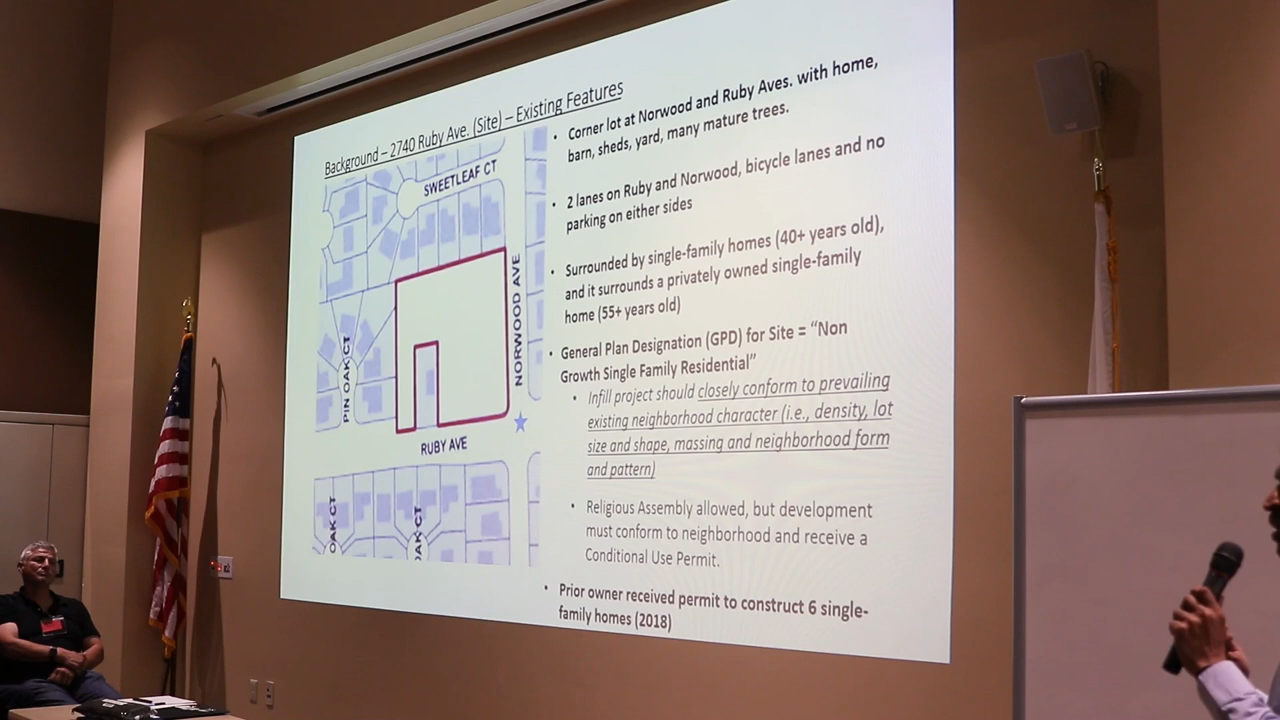 Background – 2740 Ruby Ave. (Site) – Existing Features
SWEETLEAF CT
NORWOOD AVE
PIN OAK CT
RUBY AVE
OAK CT
OAK CT
• Corner lot at Norwood and Ruby Aves. with home,
barn, sheds, yard, many mature trees.
• 2 lanes on Ruby and Norwood, bicycle lanes and no
parking on either sides
• Surrounded by single-family homes (40+ years old),
and it surrounds a privately owned single-family
home (55+ years old)
• General Plan Designation (GPD) for Site = “Non
Growth Single Family Residential”
• Infill project should closely conform to prevailing
existing neighborhood character (i.e., density, lot
size and shape, massing and neighborhood form
and pattern)
• Religious Assembly allowed, but development
must conform to neighborhood and receive a
Conditional Use Permit.
• Prior owner received permit to construct 6 single-
family homes (2018)